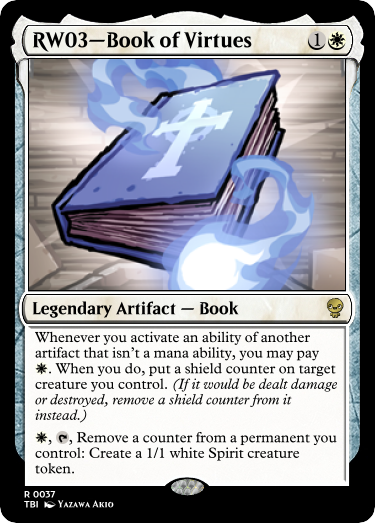 RW03—Book of Virtues 1
Legendary Artifact — Book
Whenever you activate an ability of another
artifact that isn't a mana ability, you may pay
. When you do, put a shield counter on target
creature you control. (If it would be dealt damage
or destroyed, remove a shield counter from it
instead.)
, , Remove a counter from a permanent you
control: Create a 1/1 white Spirit creature
token.
R 0037
TBI Yazawa Akio